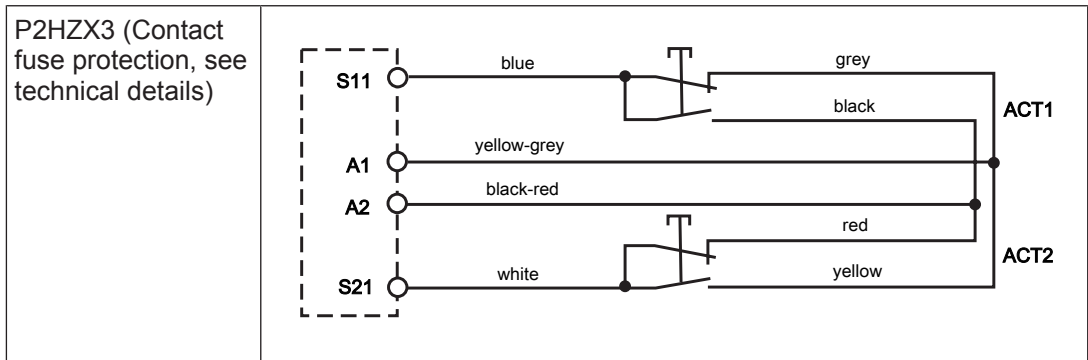 P2HZX3 (Contact
fuse protection, see
technical details)
S11
blue
grey
black
ACT1
A1
yellow-grey
A2
black-red
red
ACT2
S21
white
yellow